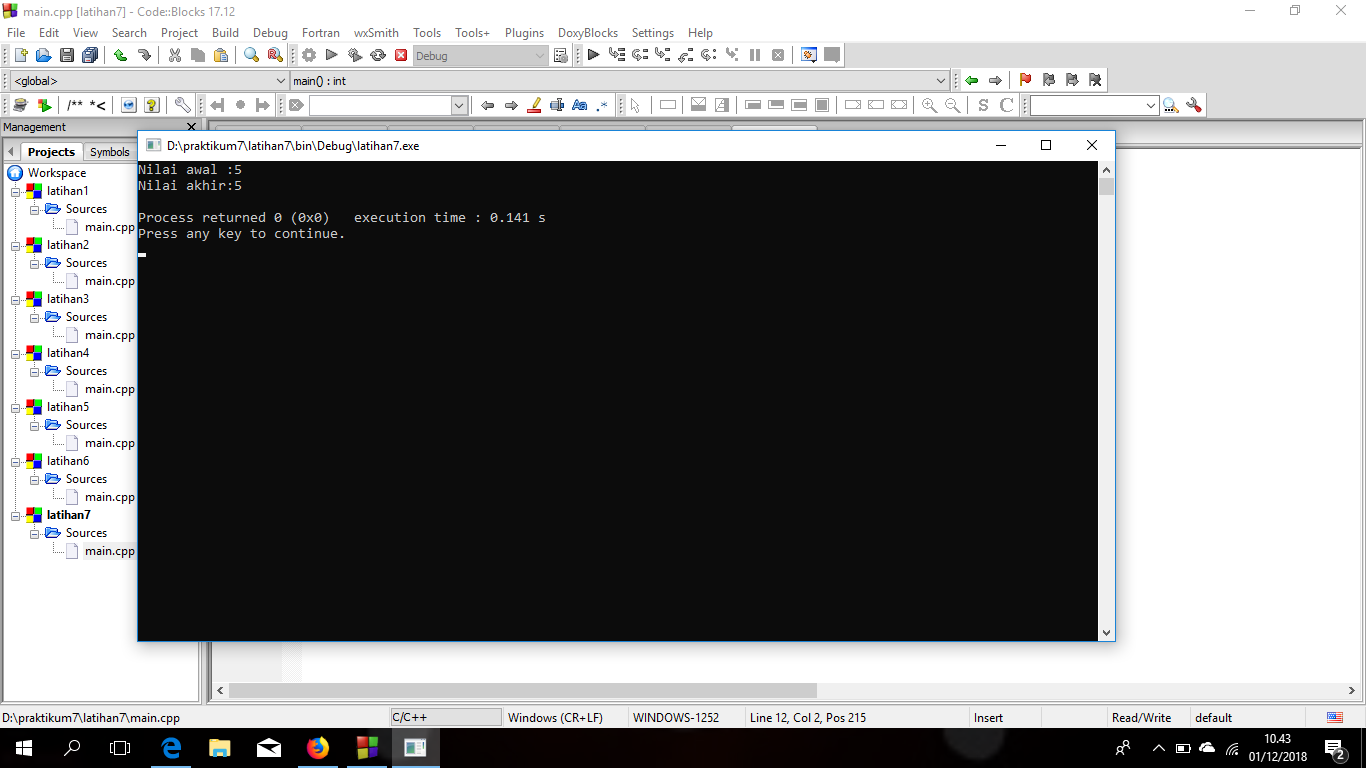 main.cpp [latihan7] - Code::Blocks 17.12
File Edit View Search Project Build Debug Fortran wxSmith Tools Tools+ Plugins DoxyBlocks Settings Help
Debug
<global> main() : int
/** *< Aa .* S C
Management
Projects Symbols
D:\praktikum7\latihan7\bin\Debug\latihan7.exe
Nilai awal :5
Nilai akhir:5
Process returned 0 (0x0)   execution time : 0.141 s
Press any key to continue.
Workspace
latihan1
Sources
main.cpp
latihan2
Sources
main.cpp
latihan3
Sources
main.cpp
latihan4
Sources
main.cpp
latihan5
Sources
main.cpp
latihan6
Sources
main.cpp
latihan7
Sources
main.cpp
D:\praktikum7\latihan7\main.cpp C/C++ Windows (CR+LF) WINDOWS-1252 Line 12, Col 2, Pos 215 Insert Read/Write default
10.43
01/12/2018
2